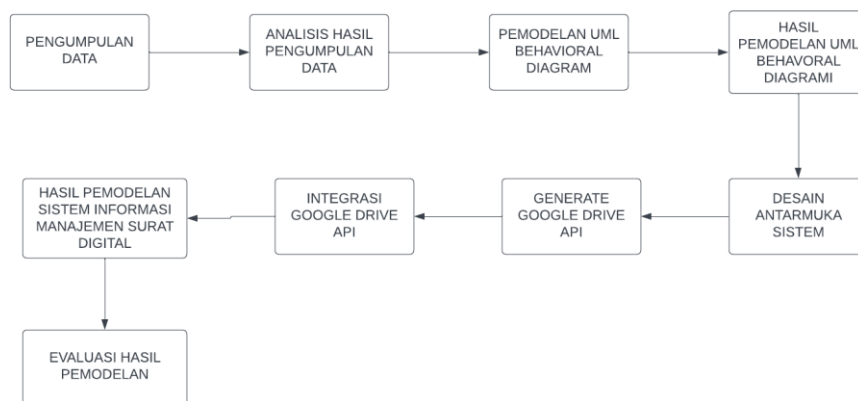 PENGUMPULAN
DATA
ANALISIS HASIL
PENGUMPULAN
DATA
PEMODELAN UML
BEHAVIORAL
DIAGRAM
HASIL
PEMODELAN UML
BEHAVORAL
DIAGRAMI
DESAIN
ANTARMUKA
SISTEM
GENERATE
GOOGLE DRIVE
API
INTEGRASI
GOOGLE DRIVE
API
HASIL PEMODELAN
SISTEM INFORMASI
MANAJEMEN SURAT
DIGITAL
EVALUASI HASIL
PEMODELAN